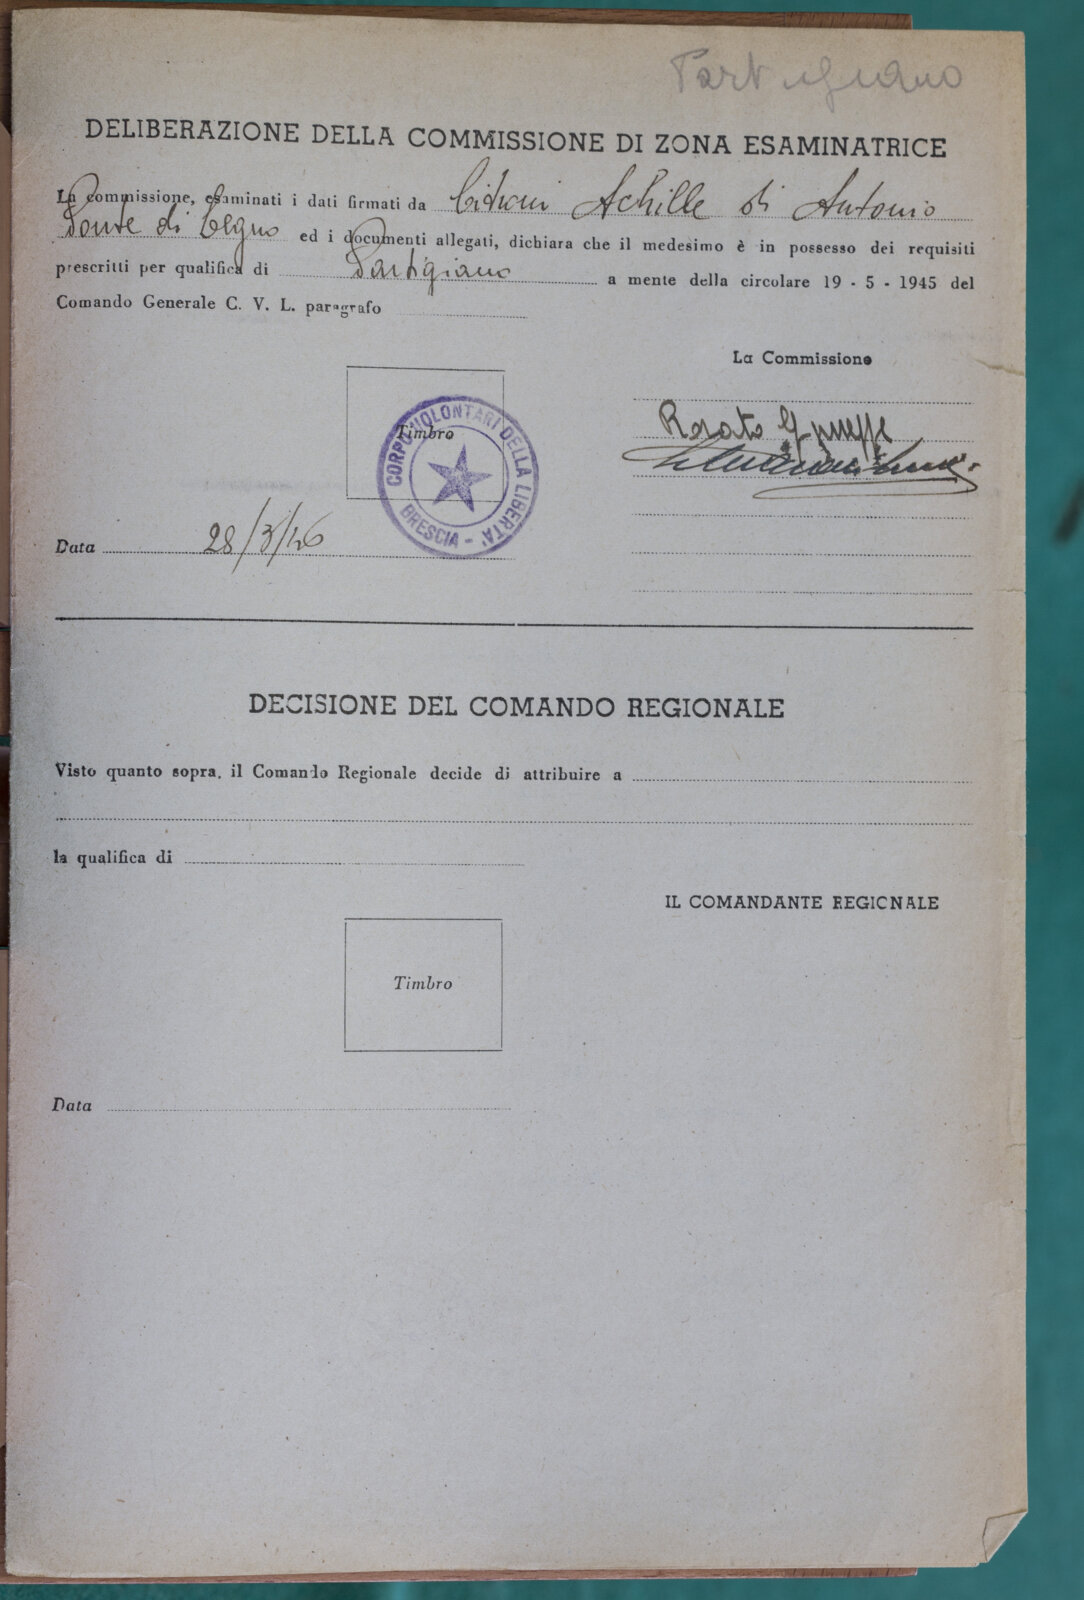 Partigiano
DELIBERAZIONE DELLA COMMISSIONE DI ZONA ESAMINATRICE
La commissione, esaminati i dati firmati da Achille di Antonio
Ponte di Legno ed i documenti allegati, dichiara che il medesimo è in possesso dei requisiti
prescritti per qualifica di Partigiano a mente della circolare 19 - 5 - 1945 del
Comando Generale C. V. L. paragrafo
La Commissione
Timbro
CORPO VOLONTARI DELLA LIBERTA'
- BRESCIA -
Rosato Giuseppe
Data 28/3/46
DECISIONE DEL COMANDO REGIONALE
Visto quanto sopra, il Comando Regionale decide di attribuire a
la qualifica di
IL COMANDANTE REGIONALE
Timbro
Data